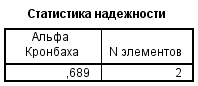 Статистика надежности
Альфа
Кронбаха
N элементов
,689
2